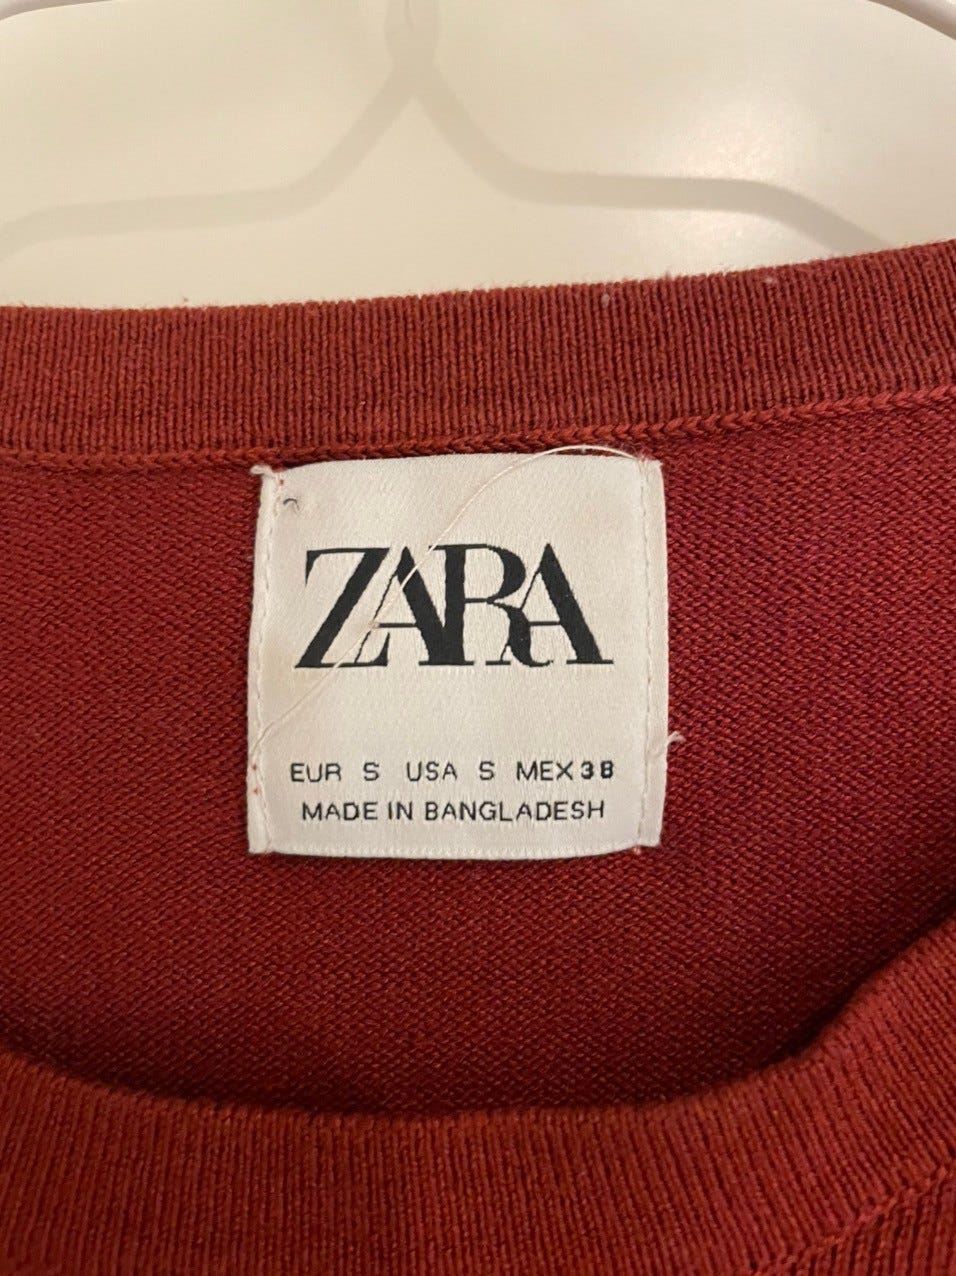 ZARA
EUR S USA S MEX 38
MADE IN BANGLADESH